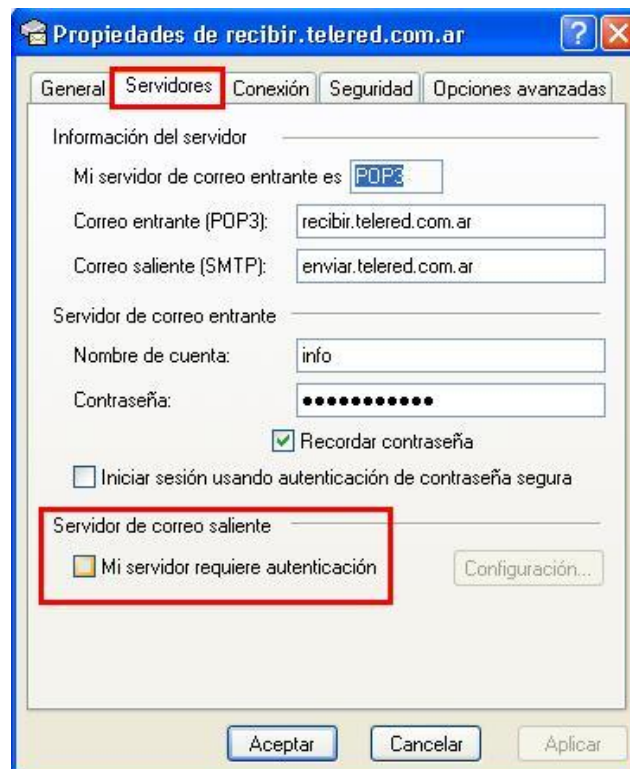 Propiedades de recibir.telered.com.ar
General Servidores Conexión Seguridad Opciones avanzadas
Información del servidor
Mi servidor de correo entrante es POP3
Correo entrante (POP3): recibir.telered.com.ar
Correo saliente (SMTP): enviar.telered.com.ar
Servidor de correo entrante
Nombre de cuenta: info
Contraseña: ●●●●●●●●●●●
Recordar contraseña
Iniciar sesión usando autenticación de contraseña segura
Servidor de correo saliente
Mi servidor requiere autenticación Configuración...
Aceptar Cancelar Aplicar